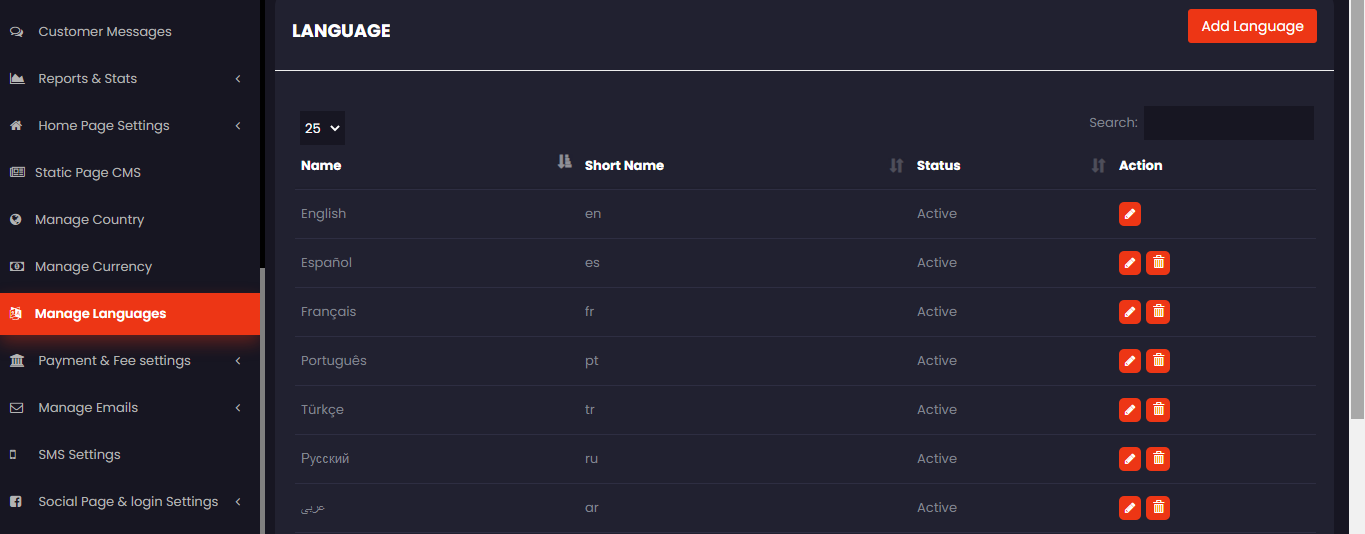 Customer Messages
Reports & Stats
Home Page Settings
Static Page CMS
Manage Country
Manage Currency
Manage Languages
Payment & Fee settings
Manage Emails
SMS Settings
Social Page & login Settings
LANGUAGE
Add Language
25
Search:
Name Short Name Status Action
English en Active
Español es Active
Français fr Active
Português pt Active
Türkçe tr Active
Русский ru Active
عربى ar Active